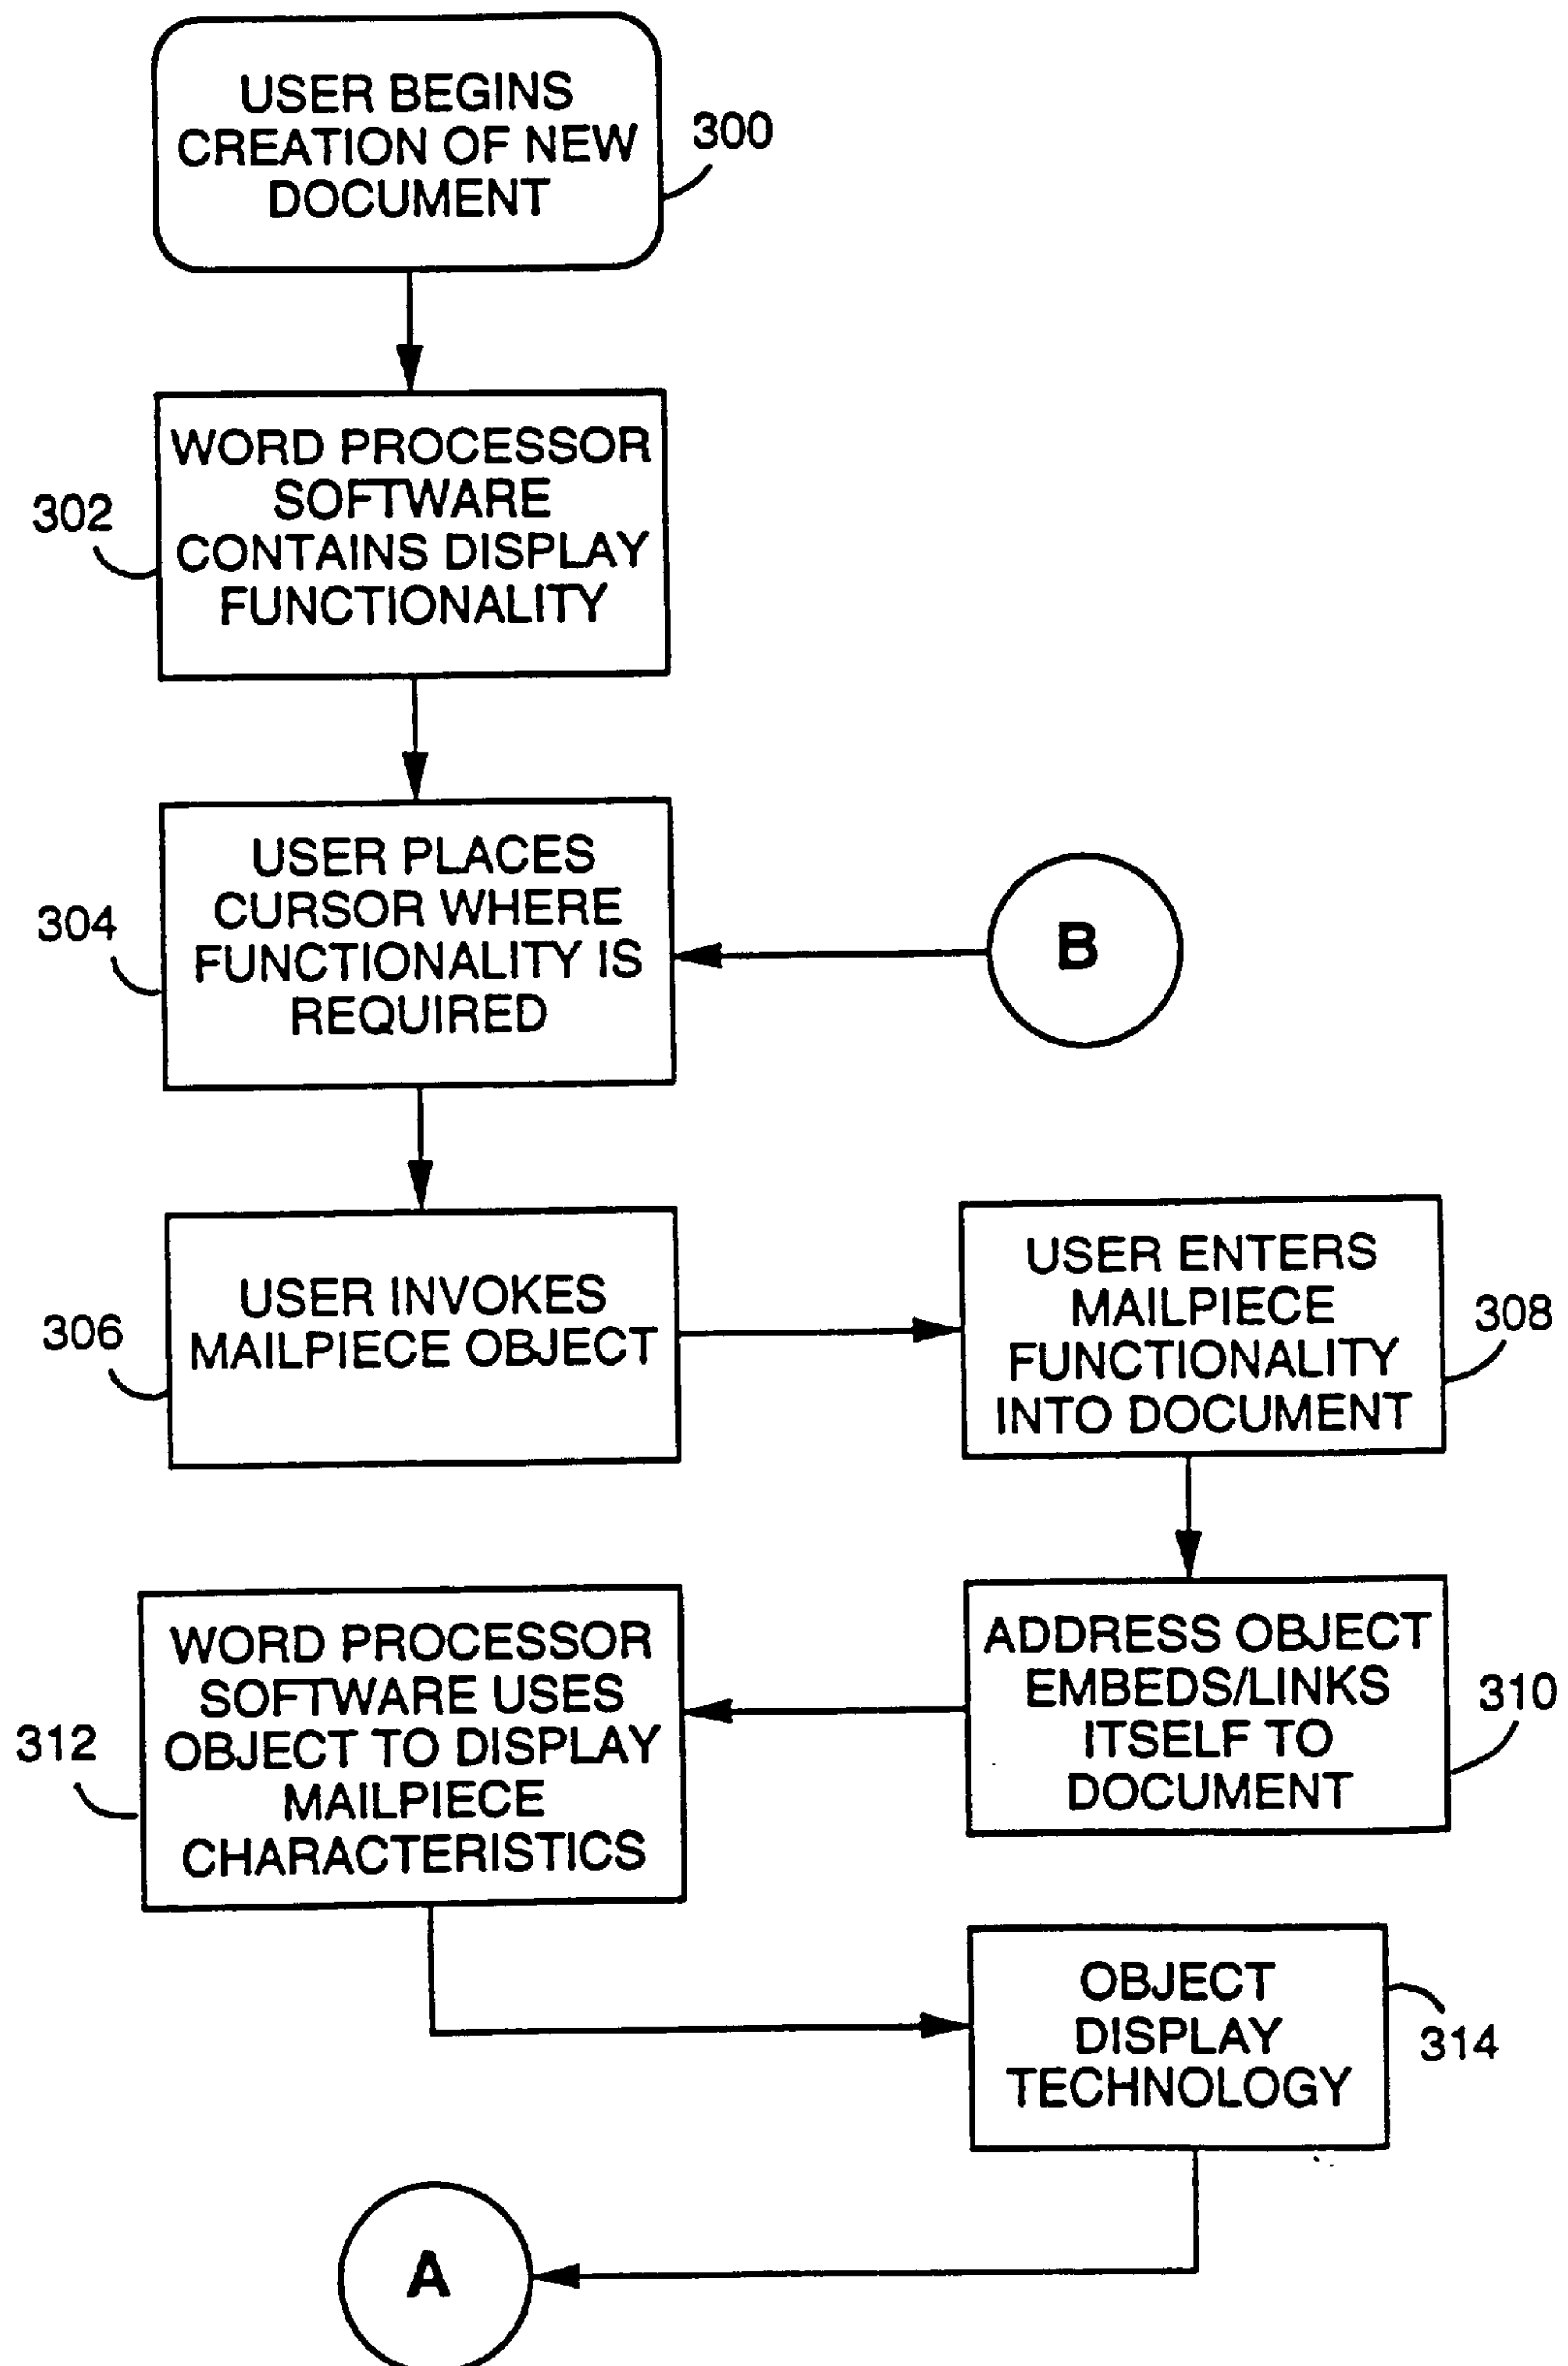 USER BEGINS
CREATION OF NEW
DOCUMENT
300
WORD PROCESSOR
SOFTWARE
CONTAINS DISPLAY
FUNCTIONALITY
302
USER PLACES
CURSOR WHERE
FUNCTIONALITY IS
REQUIRED
304
B
USER INVOKES
MAILPIECE OBJECT
306
USER ENTERS
MAILPIECE
FUNCTIONALITY
INTO DOCUMENT
308
ADDRESS OBJECT
EMBEDS/LINKS
ITSELF TO
DOCUMENT
310
WORD PROCESSOR
SOFTWARE USES
OBJECT TO DISPLAY
MAILPIECE
CHARACTERISTICS
312
OBJECT
DISPLAY
TECHNOLOGY
314
A